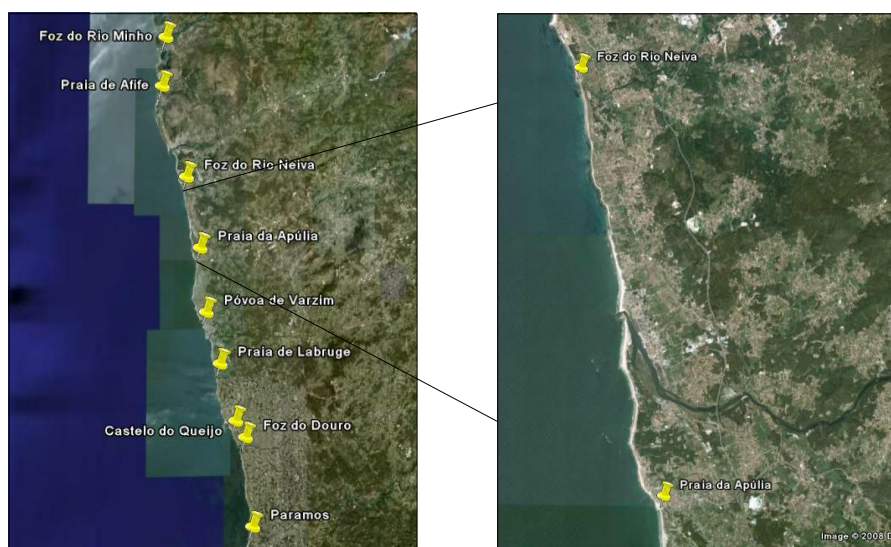 Foz do Rio Minho
Praia de Afife
Foz do Rio Neiva
Praia da Apúlia
Póvoa de Varzim
Praia de Labruge
Castelo do Queijo
Foz do Douro
Paramos
Foz do Rio Neiva
Praia da Apúlia
Image © 2008 D